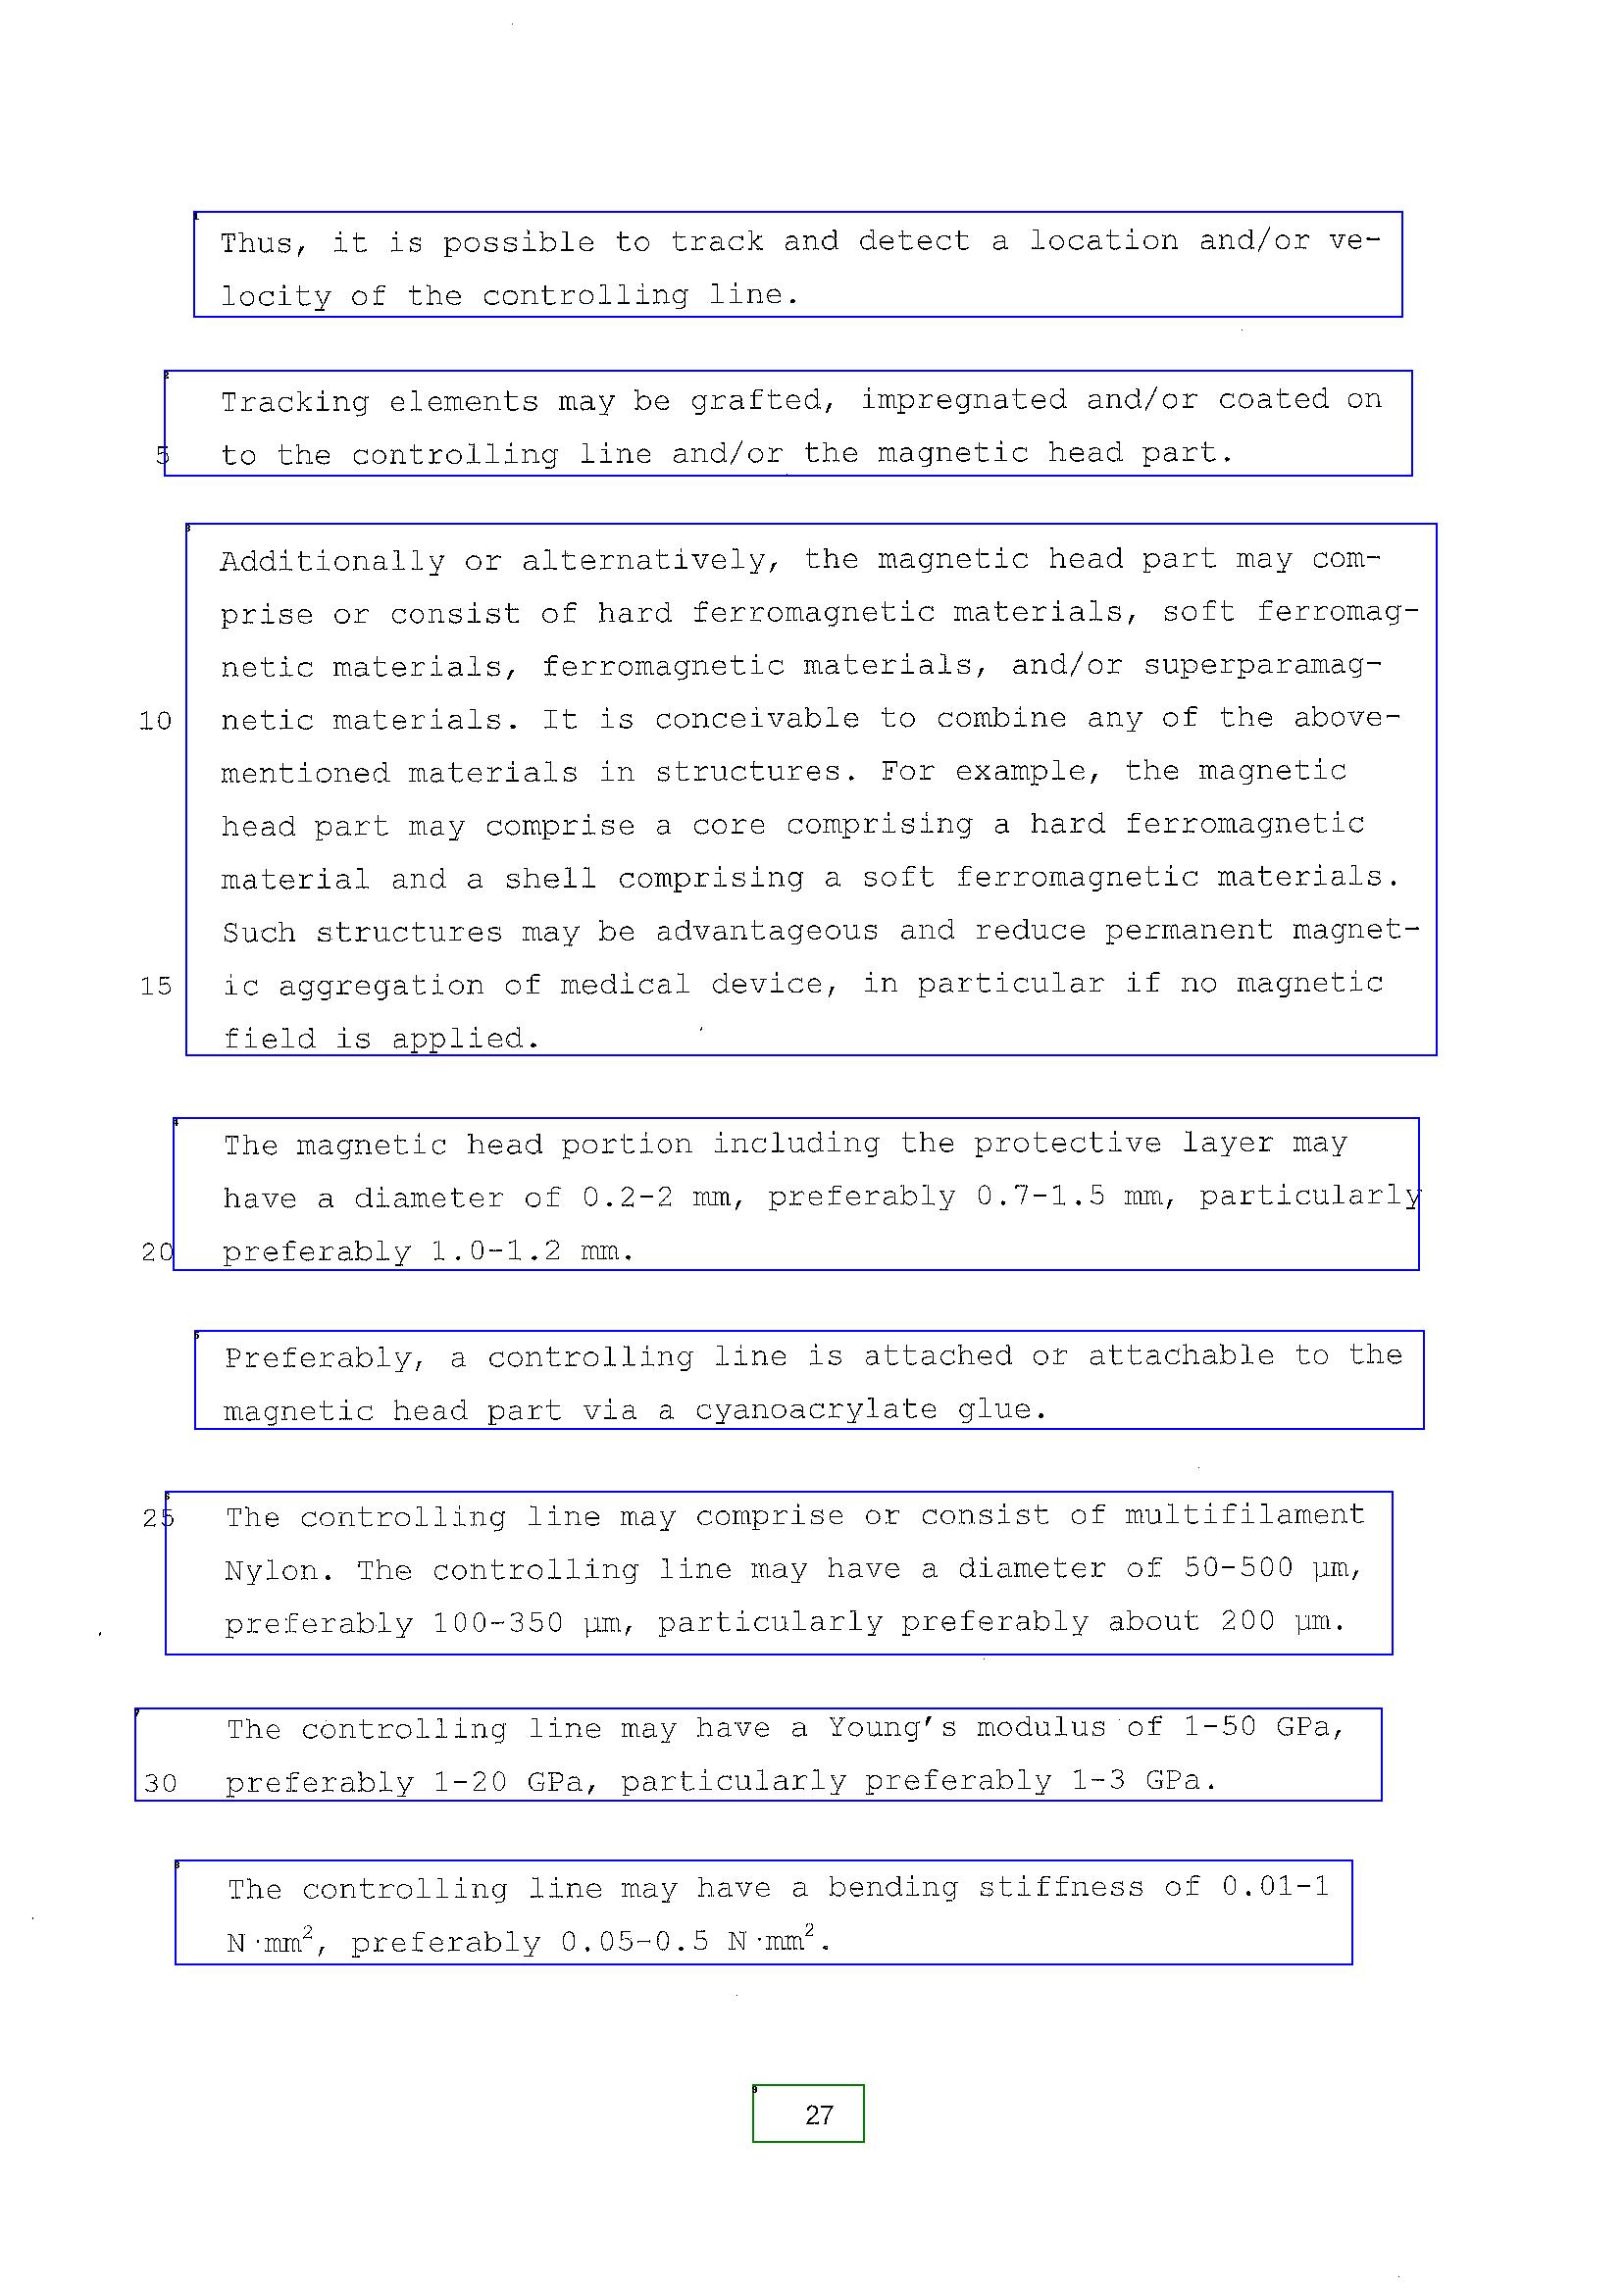 Thus, it is possible to track and detect a location and/or ve-
locity of the controlling line.
Tracking elements may be grafted, impregnated and/or coated on
5 to the controlling line and/or the magnetic head part.
Additionally or alternatively, the magnetic head part may com-
prise or consist of hard ferromagnetic materials, soft ferromag-
netic materials, ferromagnetic materials, and/or superparamag-
10 netic materials. It is conceivable to combine any of the above-
mentioned materials in structures. For example, the magnetic
head part may comprise a core comprising a hard ferromagnetic
material and a shell comprising a soft ferromagnetic materials.
Such structures may be advantageous and reduce permanent magnet-
15 ic aggregation of medical device, in particular if no magnetic
field is applied.
The magnetic head portion including the protective layer may
have a diameter of 0.2-2 mm, preferably 0.7-1.5 mm, particularly
20 preferably 1.0-1.2 mm.
Preferably, a controlling line is attached or attachable to the
magnetic head part via a cyanoacrylate glue.
25 The controlling line may comprise or consist of multifilament
Nylon. The controlling line may have a diameter of 50-500 µm,
preferably 100-350 µm, particularly preferably about 200 µm.
The controlling line may have a Young's modulus of 1-50 GPa,
30 preferably 1-20 GPa, particularly preferably 1-3 GPa.
The controlling line may have a bending stiffness of 0.01-1
N·mm², preferably 0.05-0.5 N·mm².
27